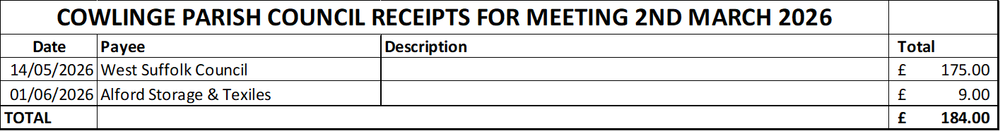 COWLINGE PARISH COUNCIL RECEIPTS FOR MEETING 2ND MARCH 2026
Date Payee Description Total
14/05/2026 West Suffolk Council £ 175.00
01/06/2026 Alford Storage & Texiles £ 9.00
TOTAL £ 184.00